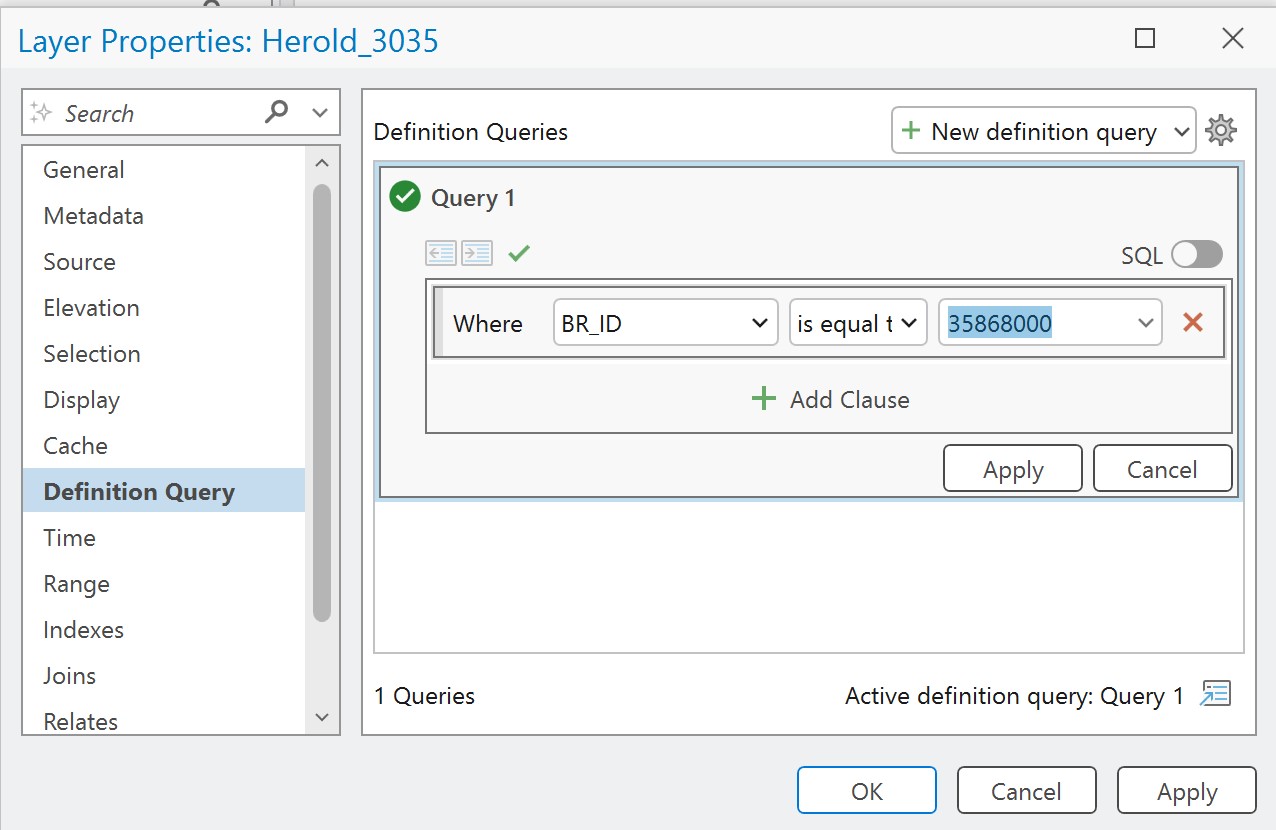 Layer Properties: Herold_3035
Search
General
Metadata
Source
Elevation
Selection
Display
Cache
Definition Query
Time
Range
Indexes
Joins
Relates
Definition Queries
New definition query
Query 1
SQL
Where BR_ID is equal t 35868000
Add Clause
Apply Cancel
1 Queries
Active definition query: Query 1
OK Cancel Apply